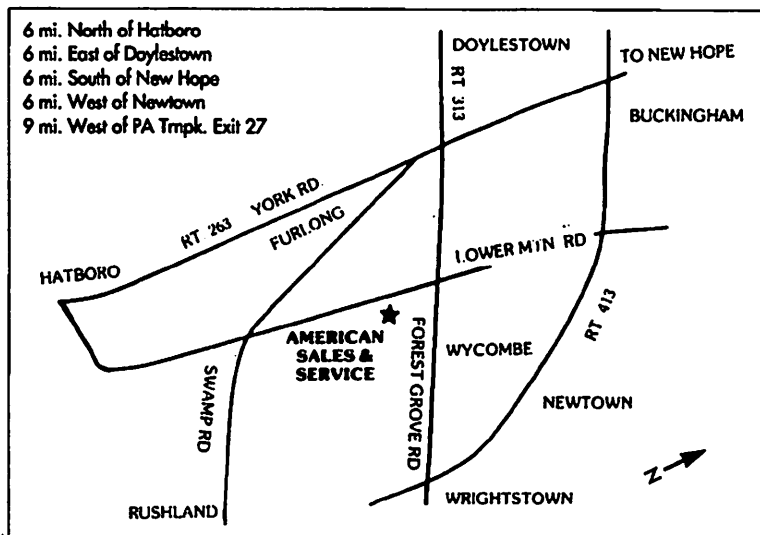 6 mi. North of Hatboro
6 mi. East of Doylestown
6 mi. South of New Hope
6 mi. West of Newtown
9 mi. West of PA Trnpk. Exit 27
DOYLESTOWN
RT 313
TO NEW HOPE
BUCKINGHAM
RT 263 YORK RD.
FURLONG
LOWER MTN RD
HATBORO
RT 413
AMERICAN
SALES &
SERVICE
FOREST GROVE RD
WYCOMBE
SWAMP RD
NEWTOWN
N
RUSHLAND
WRIGHTSTOWN